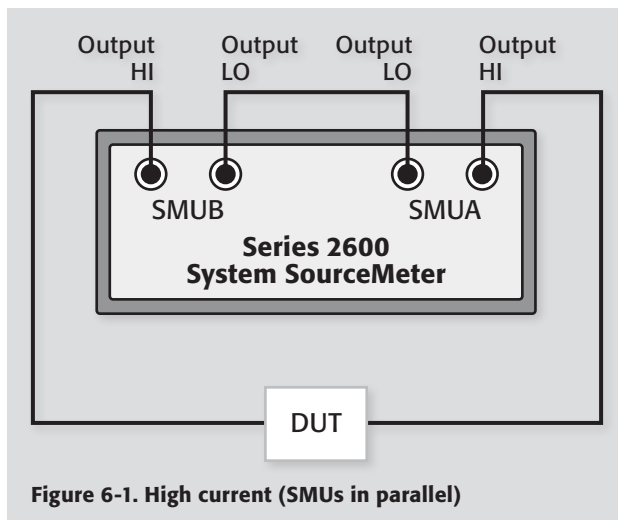 Output HI
Output LO
Output LO
Output HI
SMUB
SMUA
Series 2600
System SourceMeter
DUT
Figure 6-1. High current (SMUs in parallel)